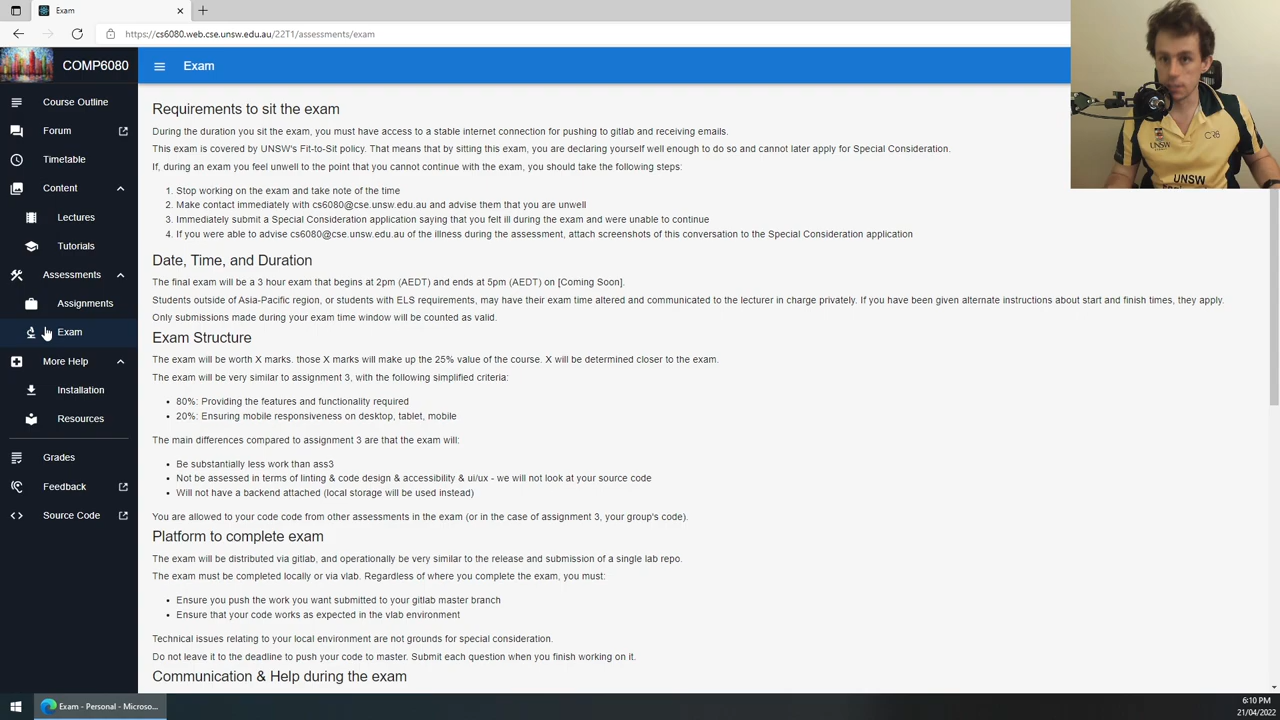 Exam
https://cs6080.web.cse.unsw.edu.au/22T1/assessments/exam
COMP6080
Exam
Course Outline
Forum
Timetable
Content
Lectures
Tutorials
Assessments
Assignments
Exam
More Help
Installation
Resources
Grades
Feedback
Source Code
Requirements to sit the exam
During the duration you sit the exam, you must have access to a stable internet connection for pushing to gitlab and receiving emails.
This exam is covered by UNSW's Fit-to-Sit policy. That means that by sitting this exam, you are declaring yourself well enough to do so and cannot later apply for Special Consideration.
If, during an exam you feel unwell to the point that you cannot continue with the exam, you should take the following steps:
1. Stop working on the exam and take note of the time
2. Make contact immediately with cs6080@cse.unsw.edu.au and advise them that you are unwell
3. Immediately submit a Special Consideration application saying that you felt ill during the exam and were unable to continue
4. If you were able to advise cs6080@cse.unsw.edu.au of the illness during the assessment, attach screenshots of this conversation to the Special Consideration application
Date, Time, and Duration
The final exam will be a 3 hour exam that begins at 2pm (AEDT) and ends at 5pm (AEDT) on [Coming Soon].
Students outside of Asia-Pacific region, or students with ELS requirements, may have their exam time altered and communicated to the lecturer in charge privately. If you have been given alternate instructions about start and finish times, they apply.
Only submissions made during your exam time window will be counted as valid.
Exam Structure
The exam will be worth X marks. those X marks will make up the 25% value of the course. X will be determined closer to the exam.
The exam will be very similar to assignment 3, with the following simplified criteria:
• 80%: Providing the features and functionality required
• 20%: Ensuring mobile responsiveness on desktop, tablet, mobile
The main differences compared to assignment 3 are that the exam will:
• Be substantially less work than ass3
• Not be assessed in terms of linting & code design & accessibility & ui/ux - we will not look at your source code
• Will not have a backend attached (local storage will be used instead)
You are allowed to your code code from other assessments in the exam (or in the case of assignment 3, your group's code).
Platform to complete exam
The exam will be distributed via gitlab, and operationally be very similar to the release and submission of a single lab repo.
The exam must be completed locally or via vlab. Regardless of where you complete the exam, you must:
• Ensure you push the work you want submitted to your gitlab master branch
• Ensure that your code works as expected in the vlab environment
Technical issues relating to your local environment are not grounds for special consideration.
Do not leave it to the deadline to push your code to master. Submit each question when you finish working on it.
Communication & Help during the exam
UNSW
UNSW
Exam - Personal - Microso...
6:10 PM
21/04/2022